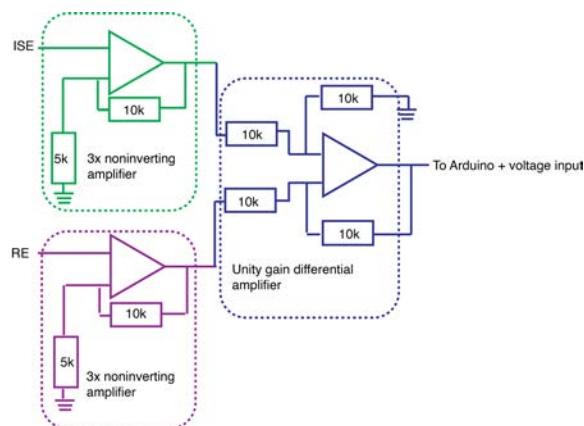 ISE
10k
5k
3x noninverting
amplifier
10k
10k
To Arduino + voltage input
10k
10k
Unity gain differential
amplifier
RE
10k
5k
3x noninverting
amplifier